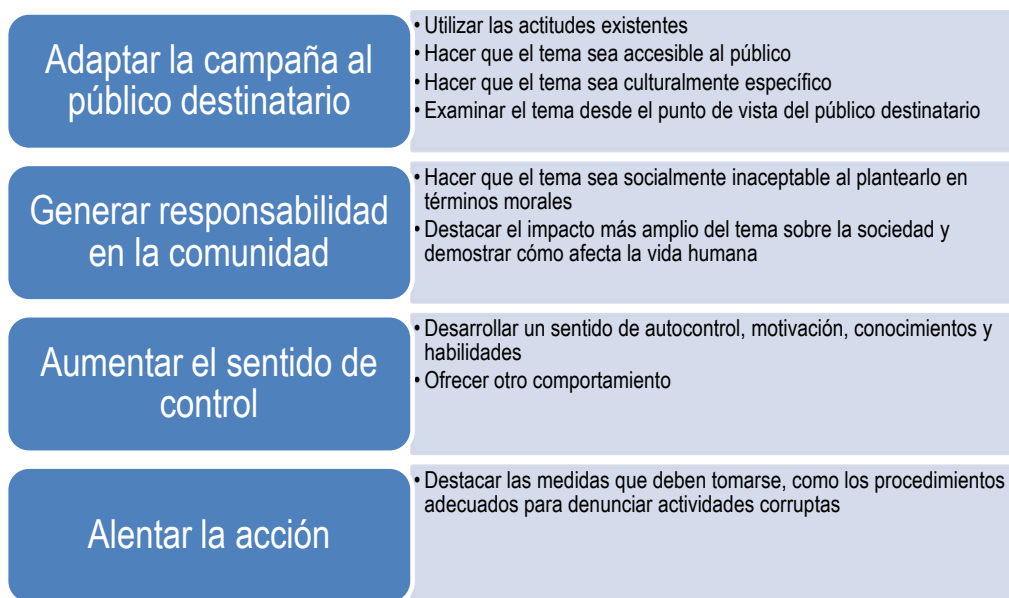 Adaptar la campaña al
público destinatario
• Utilizar las actitudes existentes
• Hacer que el tema sea accesible al público
• Hacer que el tema sea culturalmente específico
• Examinar el tema desde el punto de vista del público destinatario
Generar responsabilidad
en la comunidad
• Hacer que el tema sea socialmente inaceptable al plantearlo en
términos morales
• Destacar el impacto más amplio del tema sobre la sociedad y
demostrar cómo afecta la vida humana
Aumentar el sentido de
control
• Desarrollar un sentido de autocontrol, motivación, conocimientos y
habilidades
• Ofrecer otro comportamiento
Alentar la acción
• Destacar las medidas que deben tomarse, como los procedimientos
adecuados para denunciar actividades corruptas